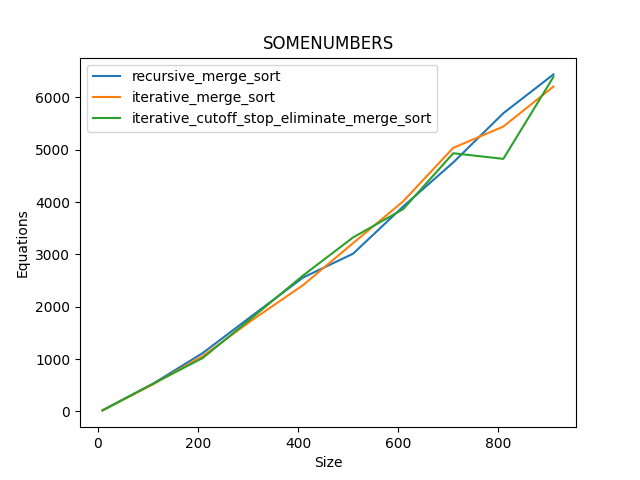 SOMENUMBERS
recursive_merge_sort
iterative_merge_sort
iterative_cutoff_stop_eliminate_merge_sort
Equations
6000
5000
4000
3000
2000
1000
0
0 200 400 600 800
Size